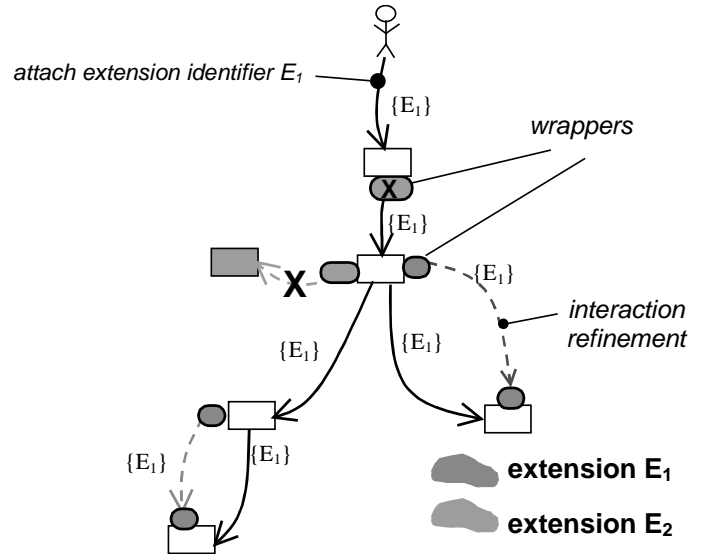 attach extension identifier E₁
{E₁}
wrappers
X
{E₁}
{E₁}
X
interaction
refinement
{E₁}
{E₁}
{E₁}
{E₁}
extension E₁
extension E₂